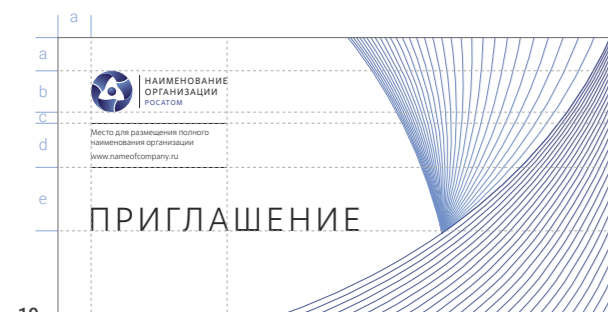 a
a
b
c
d
e
НАИМЕНОВАНИЕ
ОРГАНИЗАЦИИ
РОСАТОМ
Место для размещения полного
наименования организации
www.nameofcompany.ru
ПРИГЛАШЕНИЕ